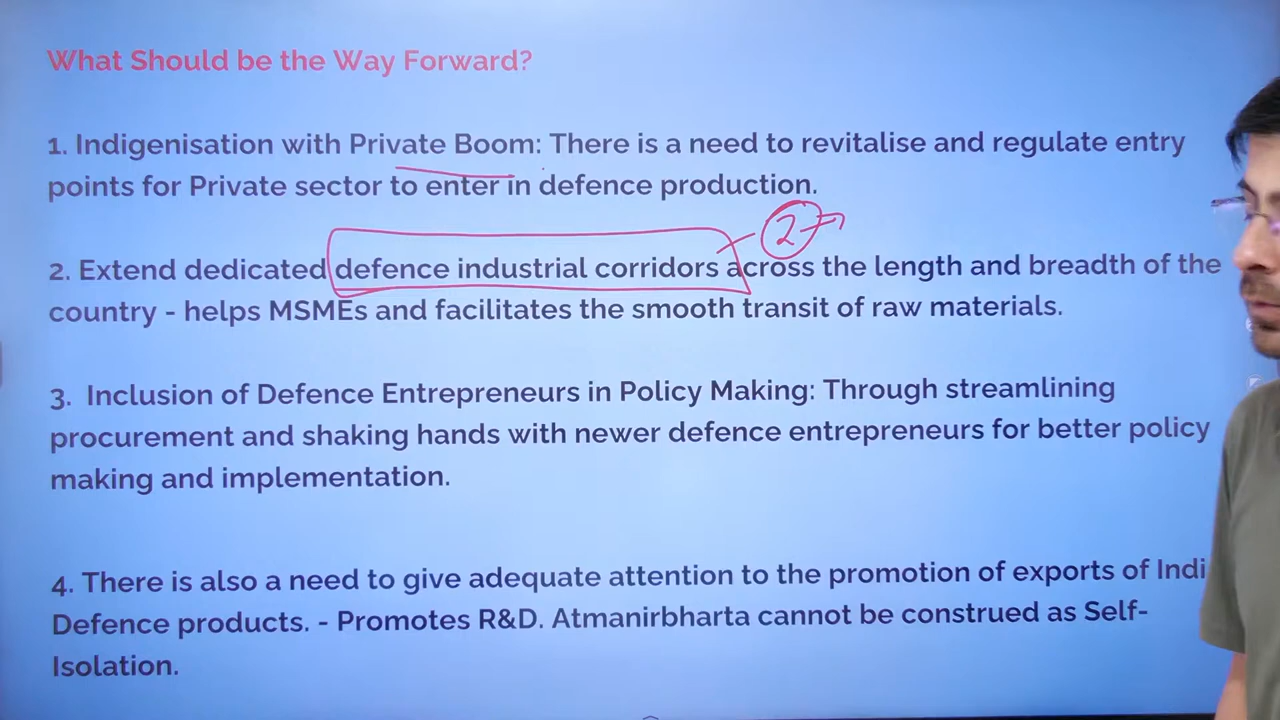 What Should be the Way Forward?
1. Indigenisation with Private Boom: There is a need to revitalise and regulate entry
points for Private sector to enter in defence production.
2
2. Extend dedicated defence industrial corridors across the length and breadth of the
country - helps MSMEs and facilitates the smooth transit of raw materials.
3. Inclusion of Defence Entrepreneurs in Policy Making: Through streamlining
procurement and shaking hands with newer defence entrepreneurs for better policy
making and implementation.
4. There is also a need to give adequate attention to the promotion of exports of Indi
Defence products. - Promotes R&D. Atmanirbharta cannot be construed as Self-
Isolation.